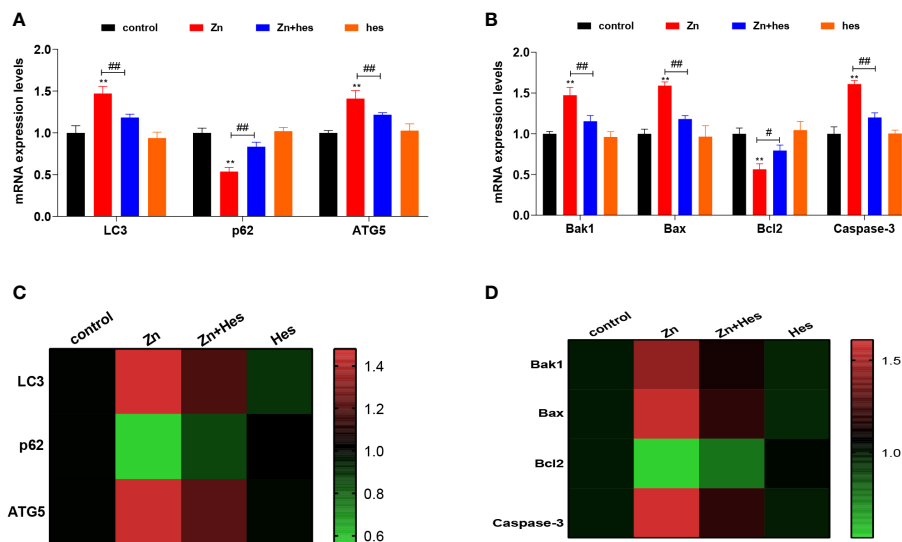 A
control Zn Zn+hes hes
mRNA expression levels
2.0
1.5
1.0
0.5
0.0
** ## ** ## ** ##
LC3 p62 ATG5
B
control Zn Zn+hes hes
mRNA expression levels
2.0
1.5
1.0
0.5
0.0
** ## ** ## ** # ** ##
Bak1 Bax Bcl2 Caspase-3
C
control Zn Zn+Hes Hes
LC3
p62
ATG5
1.4
1.2
1.0
0.8
0.6
D
control Zn Zn+Hes Hes
Bak1
Bax
Bcl2
Caspase-3
1.5
1.0